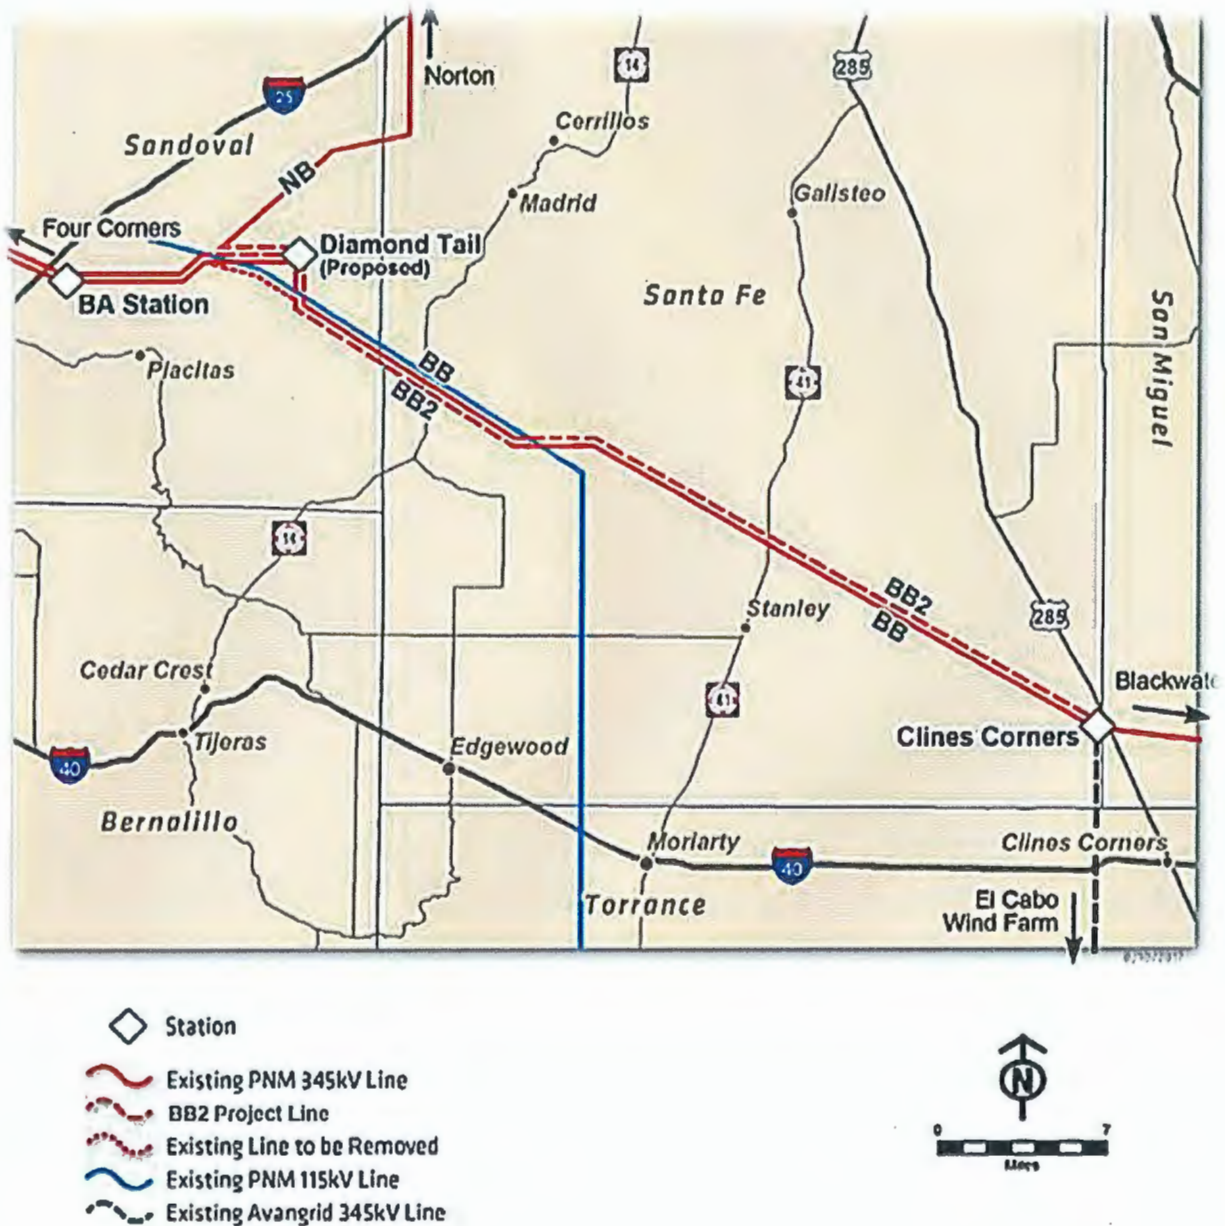 Norton
14
285
25
Sandoval
Cerrillos
NB
Madrid
Galisteo
Four Corners
Diamond Tail
(Proposed)
BA Station
Santa Fe
San Miguel
Placitas
BB
BB2
41
14
BB2
BB
Stanley
285
Cedar Crest
41
Blackwate
Clines Corners
Tijeras
Edgewood
40
Bernalillo
Moriarty
Clines Corners
40
Torrance
El Cabo
Wind Farm
Station
Existing PNM 345kV Line
BB2 Project Line
Existing Line to be Removed
Existing PNM 115kV Line
Existing Avangrid 345kV Line
N
0 7
Miles